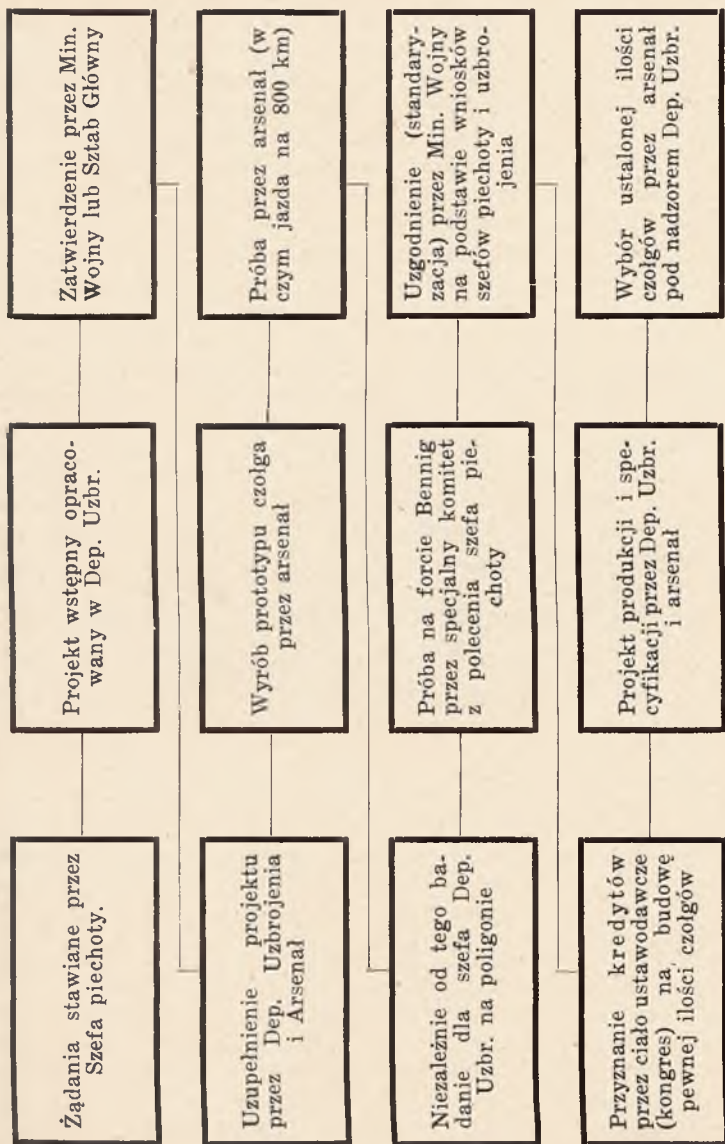 Żądania stawiane przez
Szefa piechoty.
Projekt wstępny opraco-
wany w Dep. Uzbr.
Zatwierdzenie przez Min.
Wojny lub Sztab Główny
Uzupełnienie projektu
przez Dep. Uzbrojenia
i Arsenał
Wyrób prototypu czołga
przez arsenał
Próba przez arsenał (w
czym jazda na 800 km)
Niezależnie od tego ba-
danie dla szefa Dep.
Uzbr. na poligonie
Próba na forcie Bennig
przez specjalny komitet
z polecenia szefa pie-
choty
Uzgodnienie (standary-
zacja) przez Min. Wojny
na podstawie wniosków
szefów piechoty i uzbro-
jenia
Przyznanie kredytów
przez ciało ustawodawcze
(kongres) na budowę
pewnej ilości czołgów
Projekt produkcji i spe-
cyfikacji przez Dep. Uzbr.
i arsenał
Wybór ustalonej ilości
czołgów przez arsenał
pod nadzorem Dep. Uzbr.